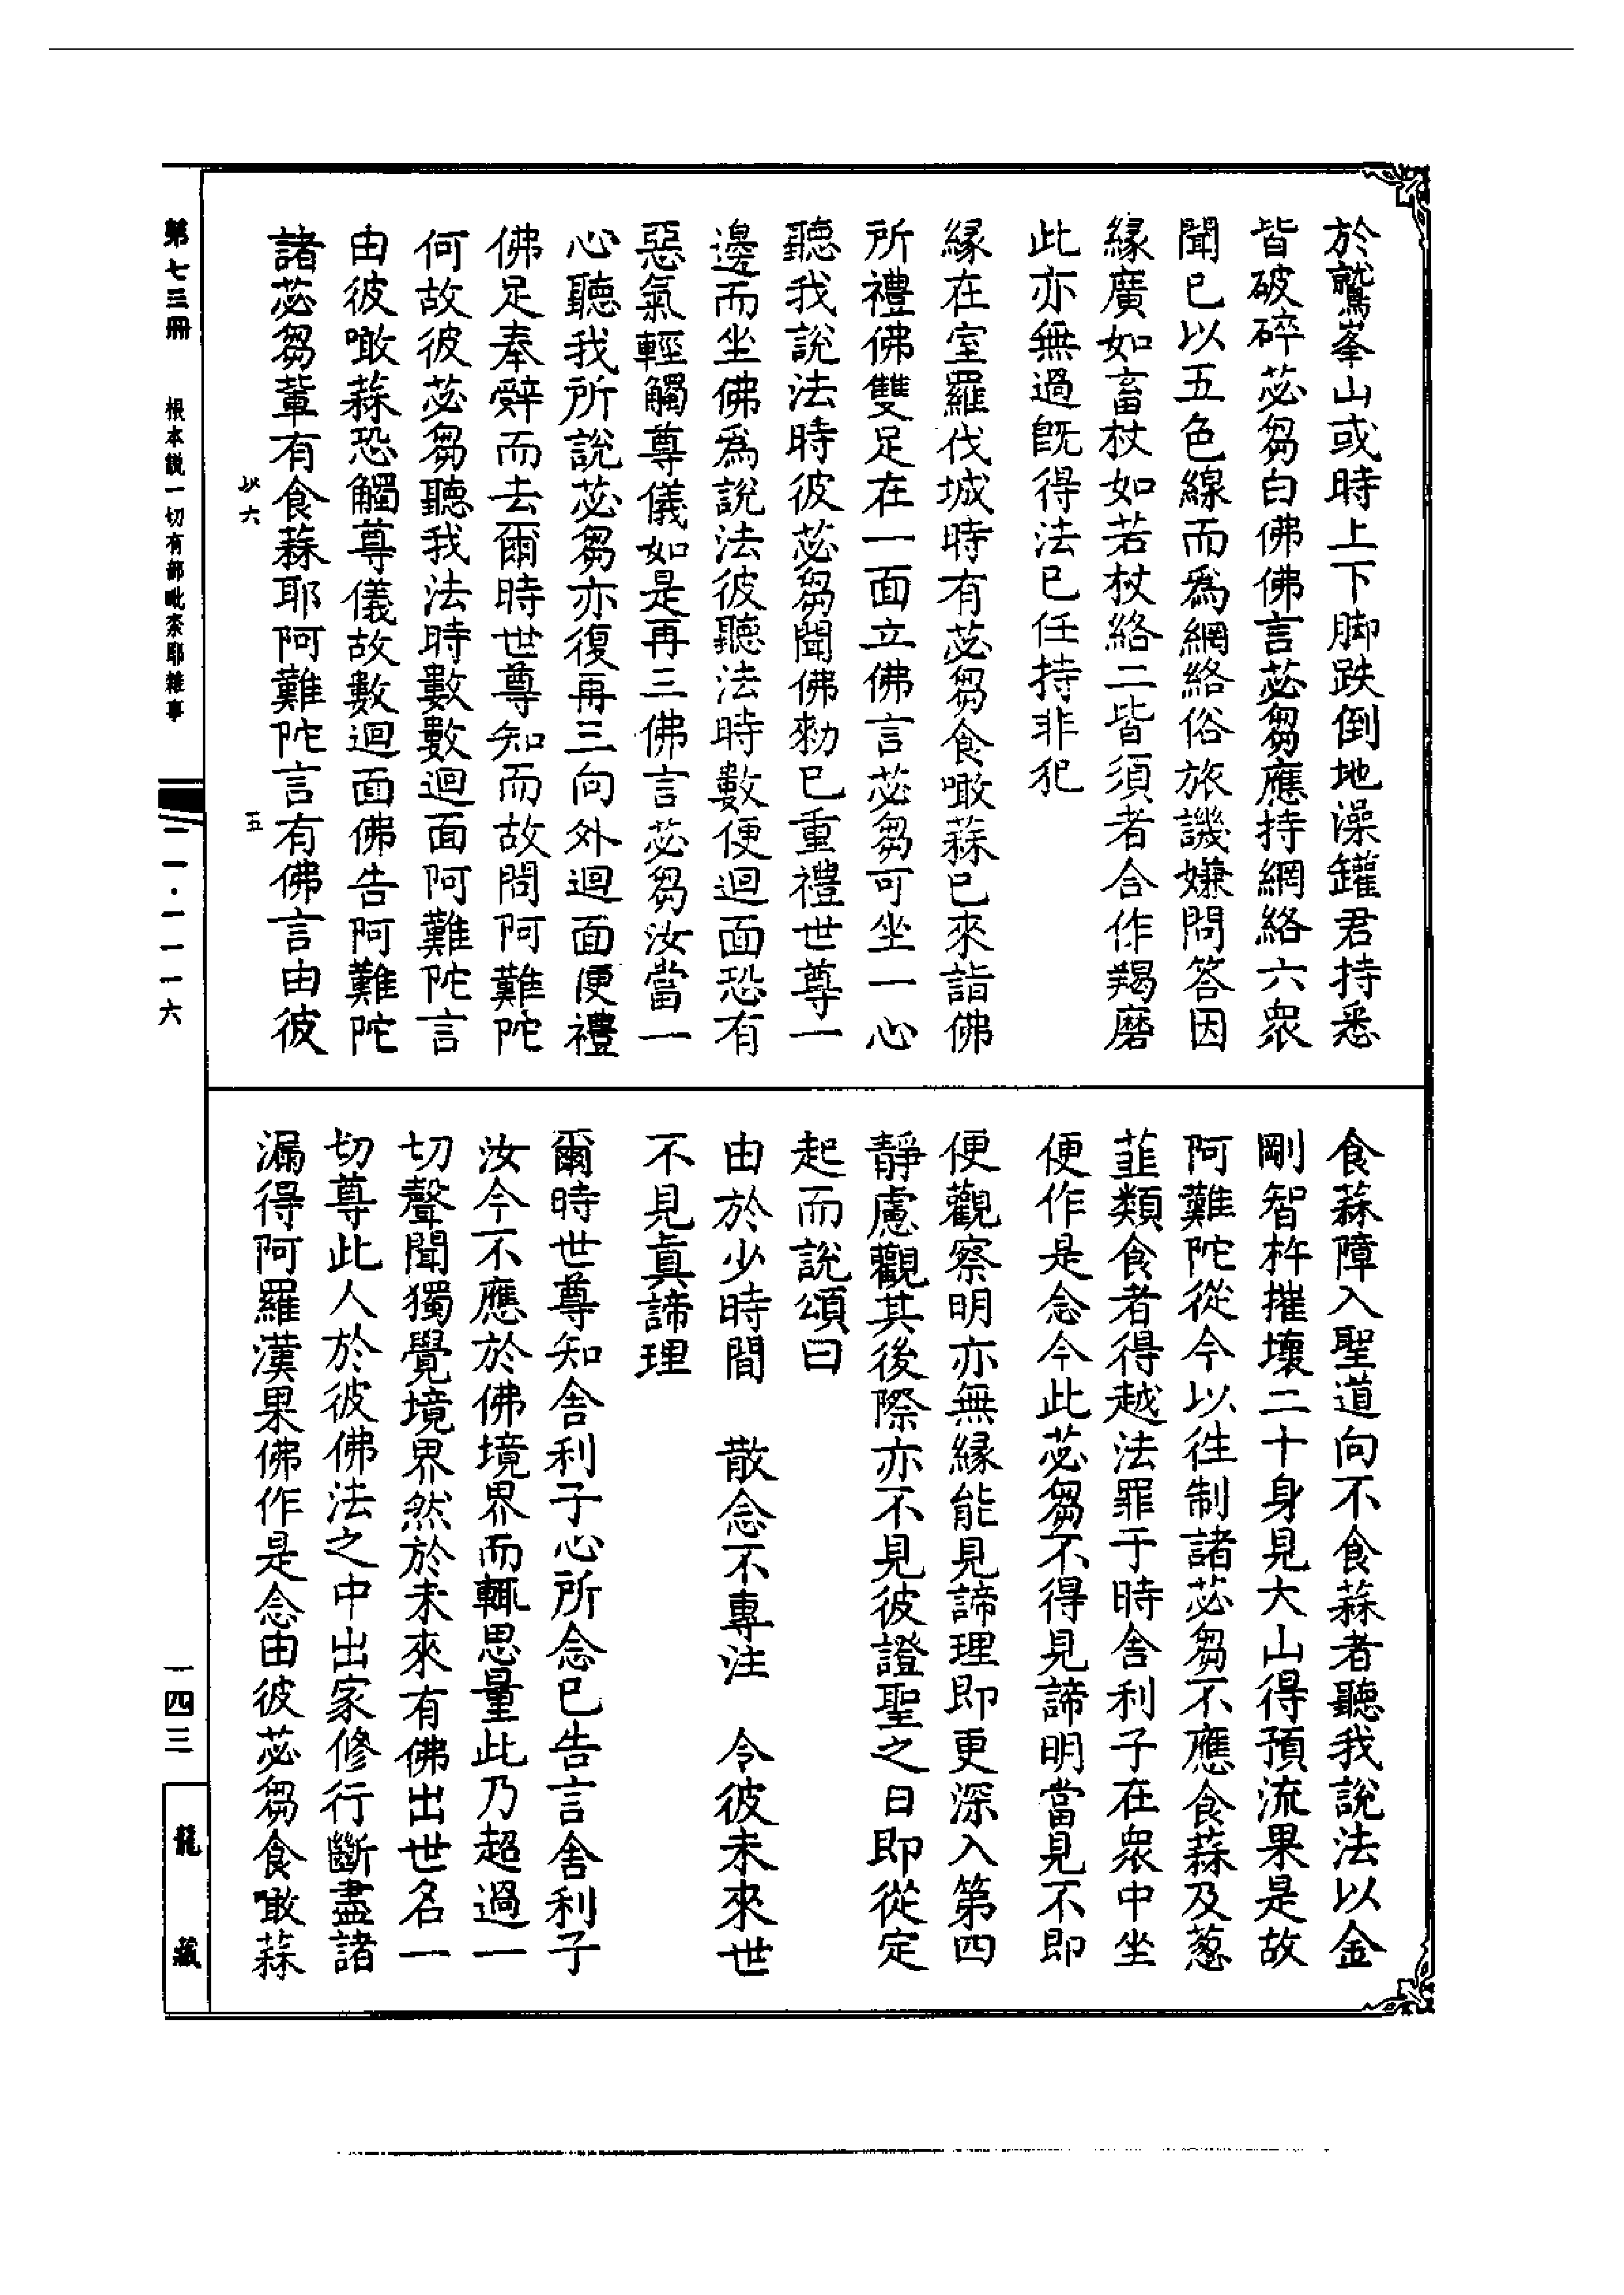 於鷲峯山或時上下脚跌倒地澡罐君持悉
皆破碎苾芻白佛佛言苾芻應持網絡六衆
聞已以五色線而爲網絡俗旅譏嫌問答因
緣廣如畜杖如若杖絡二皆須者合作羯磨
此亦無過旣得法已任持非犯
緣在室羅伐城時有苾芻食噉蒜已來詣佛
所禮佛雙足在一面立佛言苾芻可坐一心
聽我說法時彼苾芻聞佛勑已重禮世尊一
邊而坐佛爲說法彼聽法時數便迴面恐有
惡氣輕觸尊儀如是再三佛言苾芻汝當一
心聽我所說苾芻亦復再三向外迴面便禮
佛足奉辤而去爾時世尊知而故問阿難陀
何故彼苾芻聽我法時數數迴面阿難陀言
由彼噉蒜恐觸尊儀故數迴面佛告阿難陀
諸苾芻輩有食蒜耶阿難陀言有佛言由彼
以六 五
食蒜障入聖道向不食蒜者聽我說法以金
剛智杵摧壞二十身見大山得預流果是故
阿難陀從今以往制諸苾芻不應食蒜及葱
韮類食者得越法罪于時舍利子在衆中坐
便作是念今此苾芻不得見諦明當見不即
便觀察明亦無緣能見諦理即更深入第四
靜慮觀其後際亦不見彼證聖之日即從定
起而說頌曰
由於少時間 散念不專注 令彼未來世
不見眞諦理
爾時世尊知舍利子心所念已告言舍利子
汝今不應於佛境界而輒思量此乃超過一
切聲聞獨覺境界然於未來有佛出世名一
切尊此人於彼佛法之中出家修行斷盡諸
漏得阿羅漢果佛作是念由彼苾芻食噉蒜
第七三冊 根本說一切有部毗柰耶雜事
二一·一一一六
一四三
龍藏